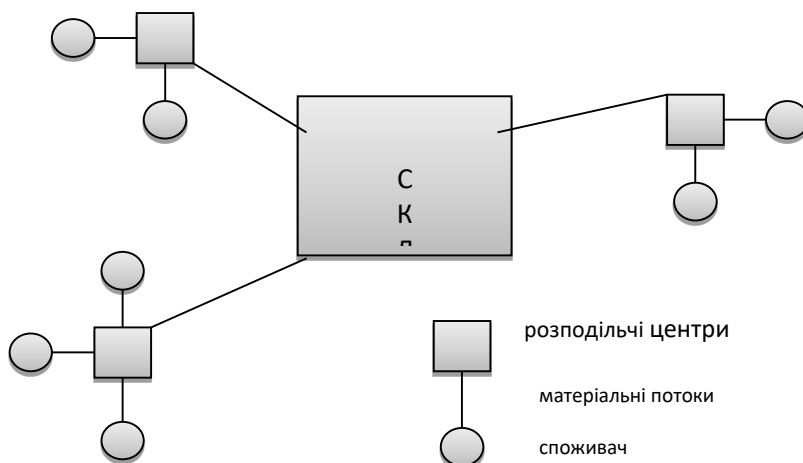 С
К
розподільчі центри
матеріальні потоки
споживач